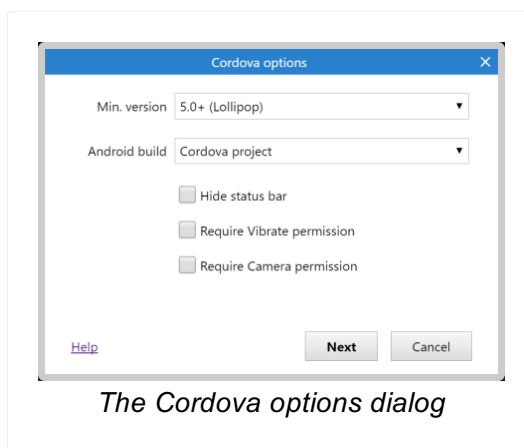 Cordova options
Min. version 5.0+ (Lollipop)
Android build Cordova project
Hide status bar
Require Vibrate permission
Require Camera permission
Help Next Cancel
The Cordova options dialog